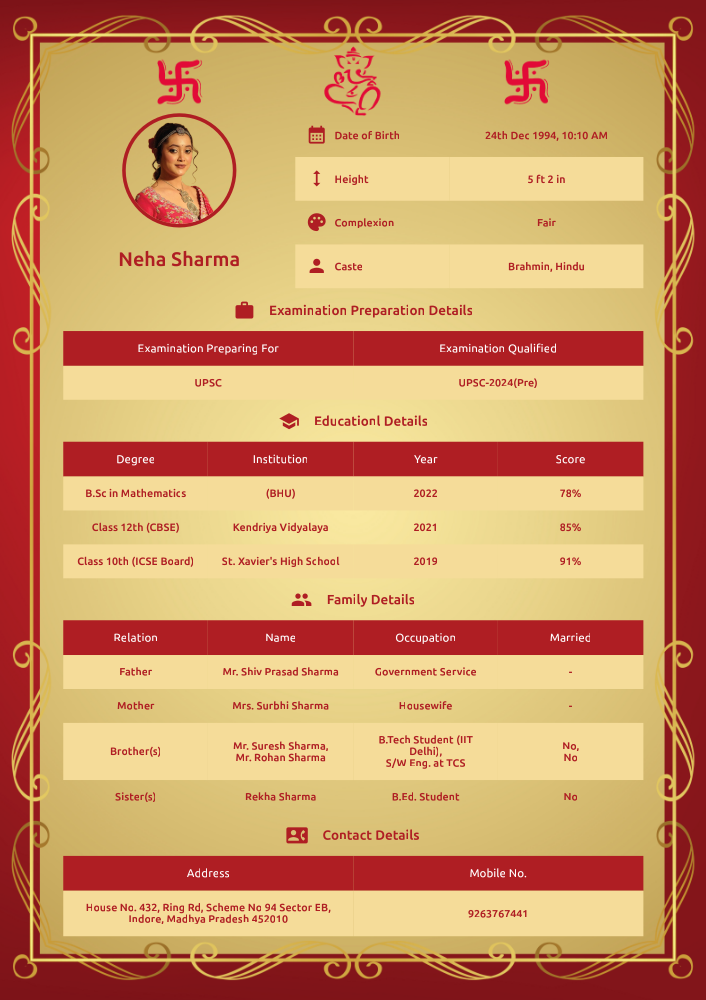 Date of Birth 24th Dec 1994, 10:10 AM
Height 5 ft 2 in
Complexion Fair
Caste Brahmin, Hindu
Neha Sharma
Examination Preparation Details
Examination Preparing For Examination Qualified
UPSC UPSC-2024(Pre)
Educationl Details
Degree Institution Year Score
B.Sc in Mathematics (BHU) 2022 78%
Class 12th (CBSE) Kendriya Vidyalaya 2021 85%
Class 10th (ICSE Board) St. Xavier's High School 2019 91%
Family Details
Relation Name Occupation Married
Father Mr. Shiv Prasad Sharma Government Service -
Mother Mrs. Surbhi Sharma Housewife -
Brother(s)
Mr. Suresh Sharma,
Mr. Rohan Sharma
B.Tech Student (IIT
Delhi),
S/W Eng. at TCS
No,
No
Sister(s) Rekha Sharma B.Ed. Student No
Contact Details
Address Mobile No.
House No. 432, Ring Rd, Scheme No 94 Sector EB,
Indore, Madhya Pradesh 452010
9263767441